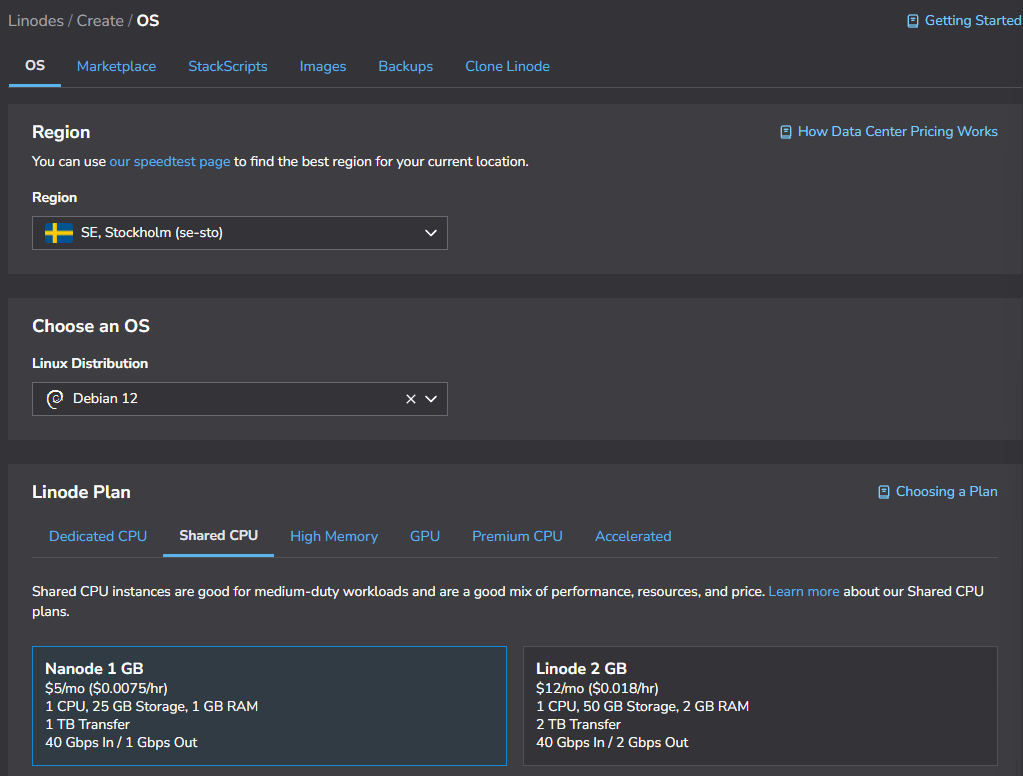 Linodes / Create / OS
Getting Started
OS Marketplace StackScripts Images Backups Clone Linode
Region
How Data Center Pricing Works
You can use our speedtest page to find the best region for your current location.
Region
SE, Stockholm (se-sto)
Choose an OS
Linux Distribution
Debian 12
Linode Plan
Choosing a Plan
Dedicated CPU Shared CPU High Memory GPU Premium CPU Accelerated
Shared CPU instances are good for medium-duty workloads and are a good mix of performance, resources, and price. Learn more about our Shared CPU
plans.
Nanode 1 GB
$5/mo ($0.0075/hr)
1 CPU, 25 GB Storage, 1 GB RAM
1 TB Transfer
40 Gbps In / 1 Gbps Out
Linode 2 GB
$12/mo ($0.018/hr)
1 CPU, 50 GB Storage, 2 GB RAM
2 TB Transfer
40 Gbps In / 2 Gbps Out